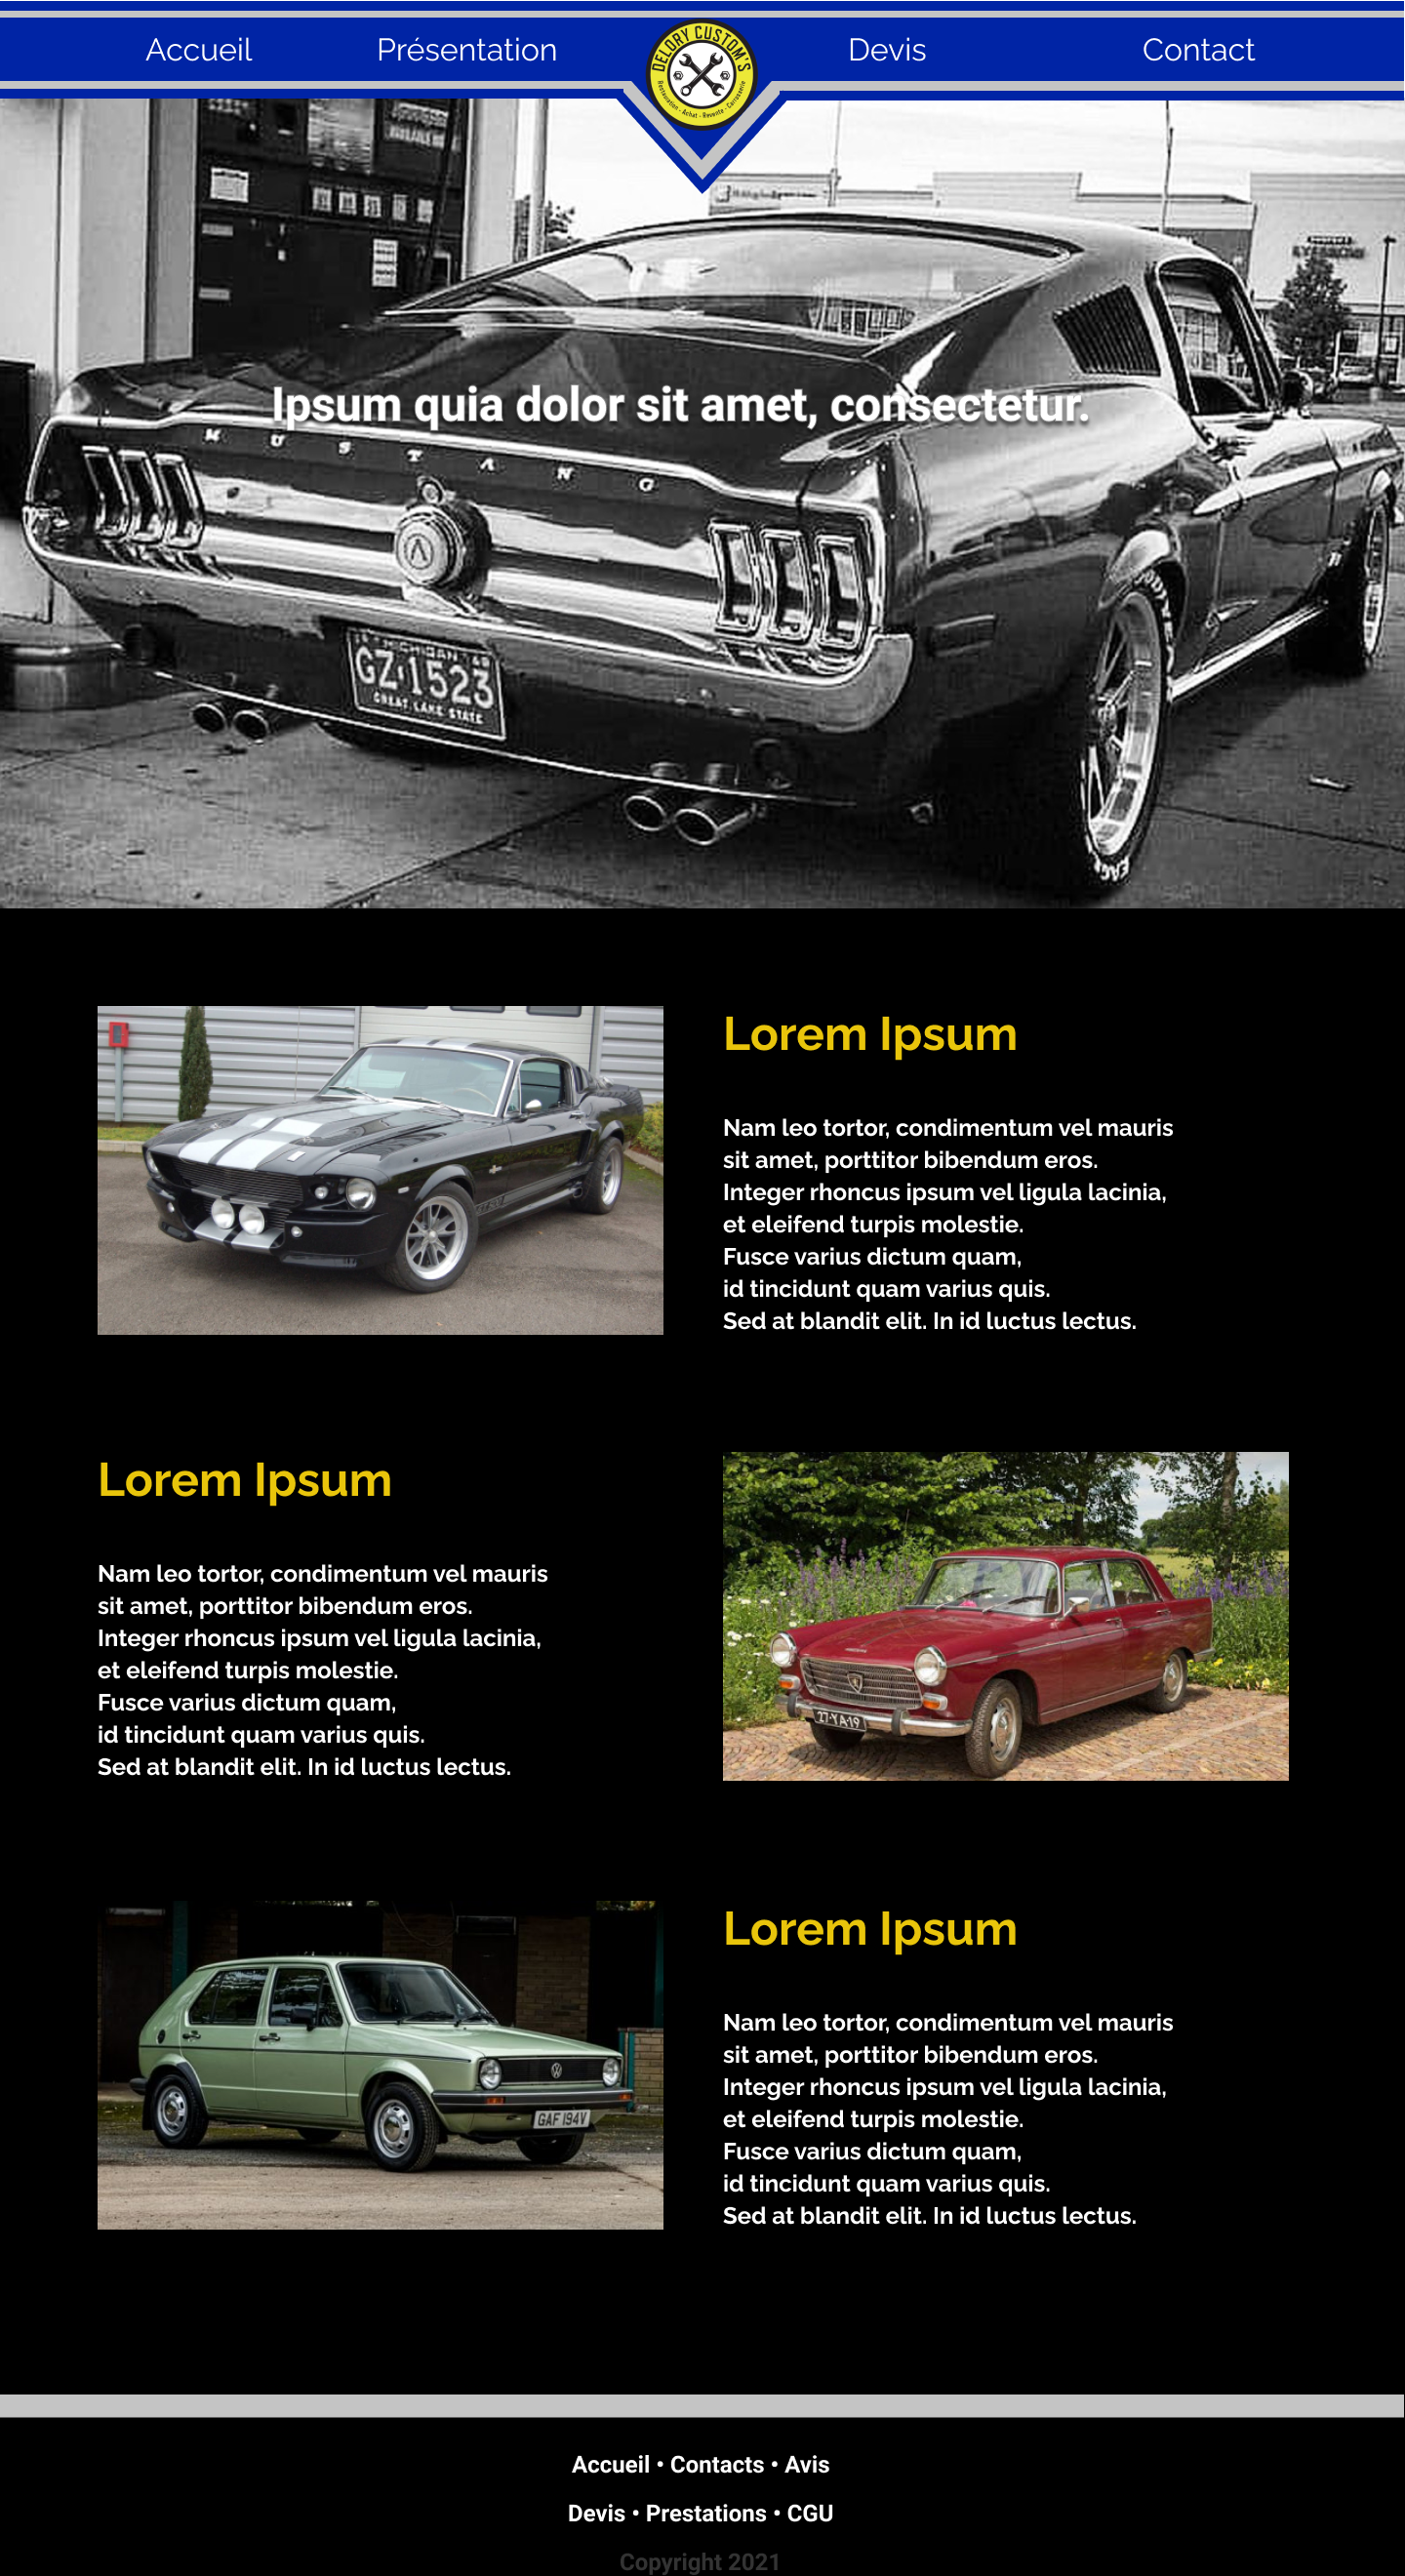 Accueil
Présentation
DELORY CUSTOM'S
Restauration - Achat - Revente - Carrosserie
Devis
Contact
Ipsum quia dolor sit amet, consectetur.
MUSTANG
GZ·1523
GREAT LAKE STATE
Lorem Ipsum
Nam leo tortor, condimentum vel mauris
sit amet, porttitor bibendum eros.
Integer rhoncus ipsum vel ligula lacinia,
et eleifend turpis molestie.
Fusce varius dictum quam,
id tincidunt quam varius quis.
Sed at blandit elit. In id luctus lectus.
Lorem Ipsum
Nam leo tortor, condimentum vel mauris
sit amet, porttitor bibendum eros.
Integer rhoncus ipsum vel ligula lacinia,
et eleifend turpis molestie.
Fusce varius dictum quam,
id tincidunt quam varius quis.
Sed at blandit elit. In id luctus lectus.
27-YA-19
GAF 194V
Lorem Ipsum
Nam leo tortor, condimentum vel mauris
sit amet, porttitor bibendum eros.
Integer rhoncus ipsum vel ligula lacinia,
et eleifend turpis molestie.
Fusce varius dictum quam,
id tincidunt quam varius quis.
Sed at blandit elit. In id luctus lectus.
Accueil • Contacts • Avis
Devis • Prestations • CGU
Copyright 2021